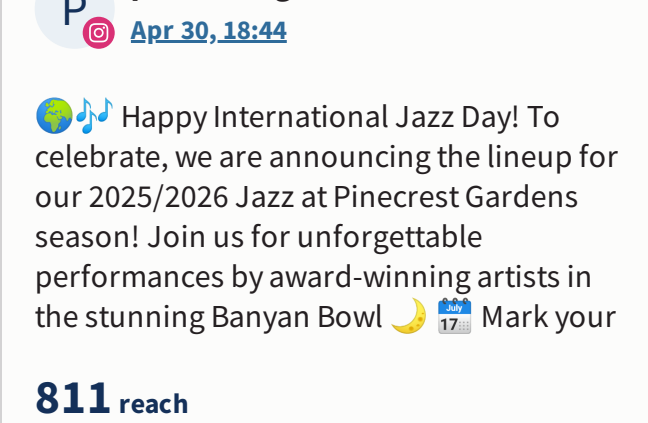 P
Apr 30, 18:44
🌍🎶 Happy International Jazz Day! To
celebrate, we are announcing the lineup for
our 2025/2026 Jazz at Pinecrest Gardens
season! Join us for unforgettable
performances by award-winning artists in
the stunning Banyan Bowl 🌙 📅 Mark your
811 reach